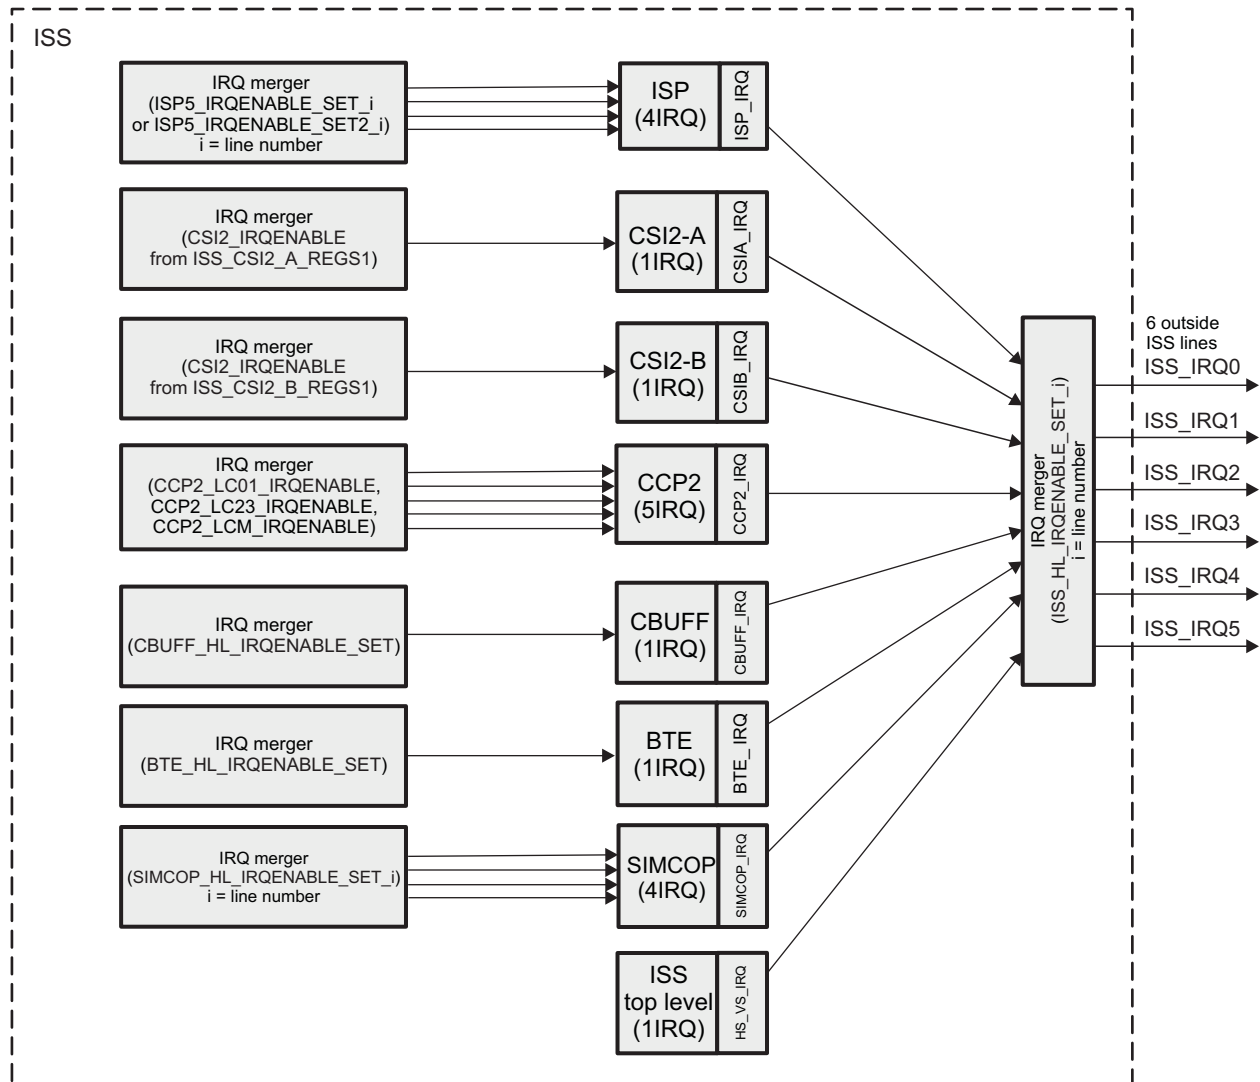 ISS
IRQ merger
(ISP5_IRQENABLE_SET_i
or ISP5_IRQENABLE_SET2_i)
i = line number
ISP
(4IRQ)
ISP_IRQ
IRQ merger
(CSI2_IRQENABLE
from ISS_CSI2_A_REGS1)
CSI2-A
(1IRQ)
CSIA_IRQ
IRQ merger
(CSI2_IRQENABLE
from ISS_CSI2_B_REGS1)
CSI2-B
(1IRQ)
CSIB_IRQ
IRQ merger
(CCP2_LC01_IRQENABLE,
CCP2_LC23_IRQENABLE,
CCP2_LCM_IRQENABLE)
CCP2
(5IRQ)
CCP2_IRQ
IRQ merger
(CBUFF_HL_IRQENABLE_SET)
CBUFF
(1IRQ)
CBUFF_IRQ
IRQ merger
(BTE_HL_IRQENABLE_SET)
BTE
(1IRQ)
BTE_IRQ
IRQ merger
(SIMCOP_HL_IRQENABLE_SET_i)
i = line number
SIMCOP
(4IRQ)
SIMCOP_IRQ
ISS
top level
(1IRQ)
HS_VS_IRQ
IRQ merger
(ISS_HL_IRQENABLE_SET_i)
i = line number
6 outside
ISS lines
ISS_IRQ0
ISS_IRQ1
ISS_IRQ2
ISS_IRQ3
ISS_IRQ4
ISS_IRQ5